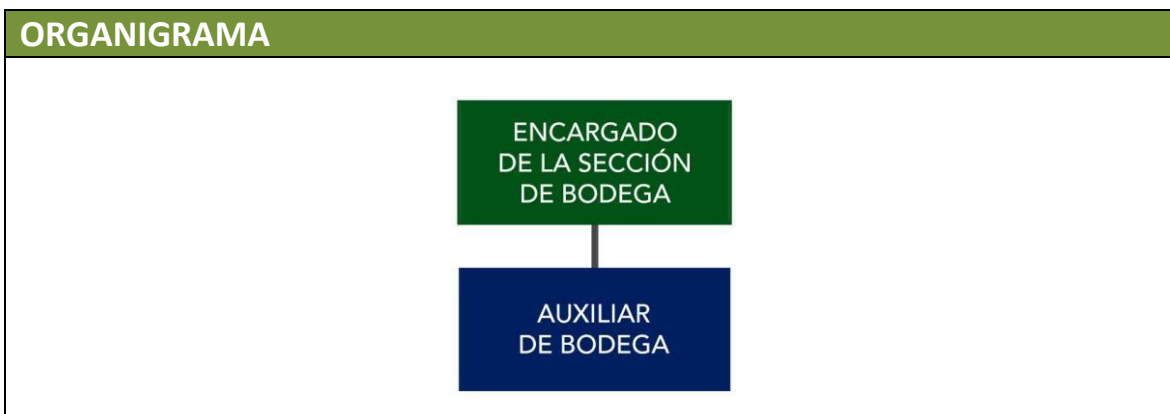 ORGANIGRAMA
ENCARGADO
DE LA SECCIÓN
DE BODEGA
AUXILIAR
DE BODEGA